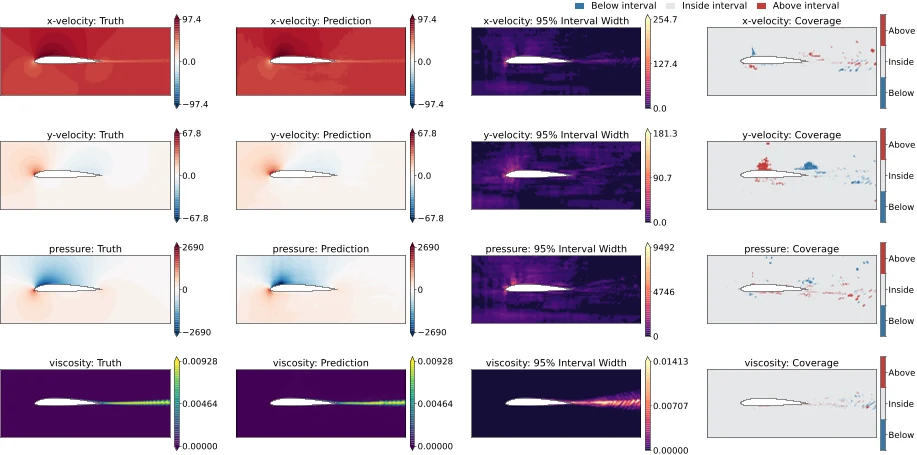 Below interval Inside interval Above interval
x-velocity: Truth x-velocity: Prediction x-velocity: 95% Interval Width x-velocity: Coverage
97.4 97.4 254.7 Above
0.0 0.0 127.4 Inside
−97.4 −97.4 0.0 Below
y-velocity: Truth y-velocity: Prediction y-velocity: 95% Interval Width y-velocity: Coverage
67.8 67.8 181.3 Above
0.0 0.0 90.7 Inside
−67.8 −67.8 0.0 Below
pressure: Truth pressure: Prediction pressure: 95% Interval Width pressure: Coverage
2690 2690 9492 Above
0 0 4746 Inside
−2690 −2690 0 Below
viscosity: Truth viscosity: Prediction viscosity: 95% Interval Width viscosity: Coverage
0.00928 0.00928 0.01413 Above
0.00464 0.00464 0.00707 Inside
0.00000 0.00000 0.00000 Below